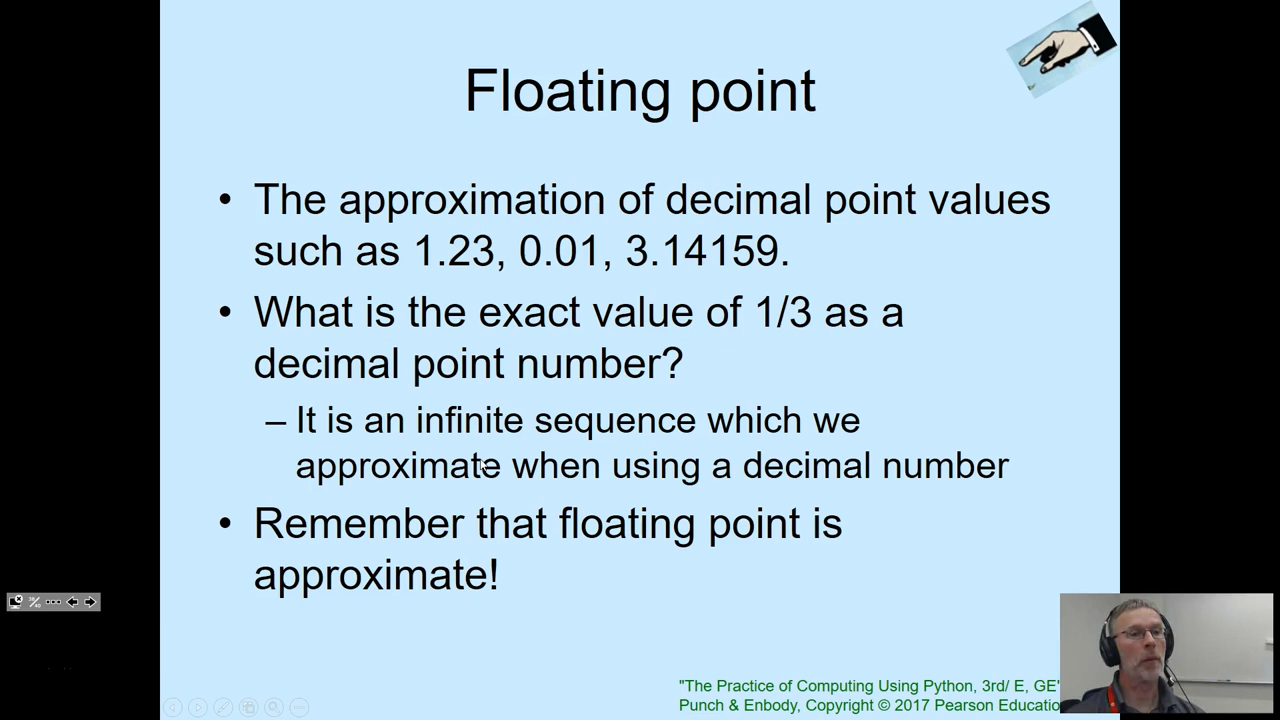 Floating point
• The approximation of decimal point values
such as 1.23, 0.01, 3.14159.
• What is the exact value of 1/3 as a
decimal point number?
– It is an infinite sequence which we
approximate when using a decimal number
• Remember that floating point is
approximate!
"The Practice of Computing Using Python, 3rd/ E, GE"
Punch & Enbody, Copyright © 2017 Pearson Educatio